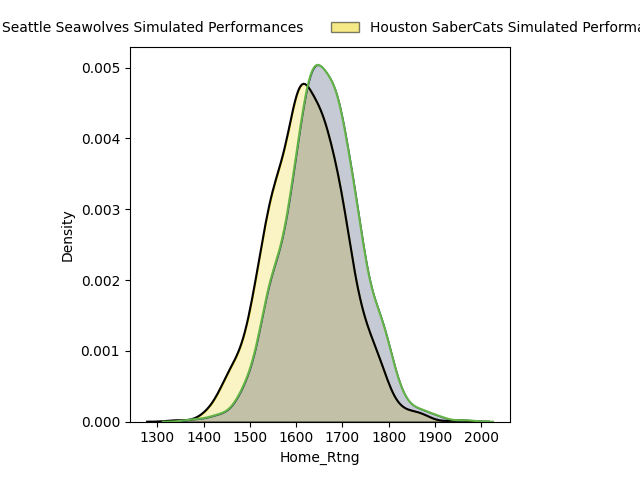 Seattle Seawolves Simulated Performances
Houston SaberCats Simulated
0.005
0.004
0.003
0.002
0.001
0.000
Density
1300 1400 1500 1600 1700 1800 1900 2000
Home_Rtng